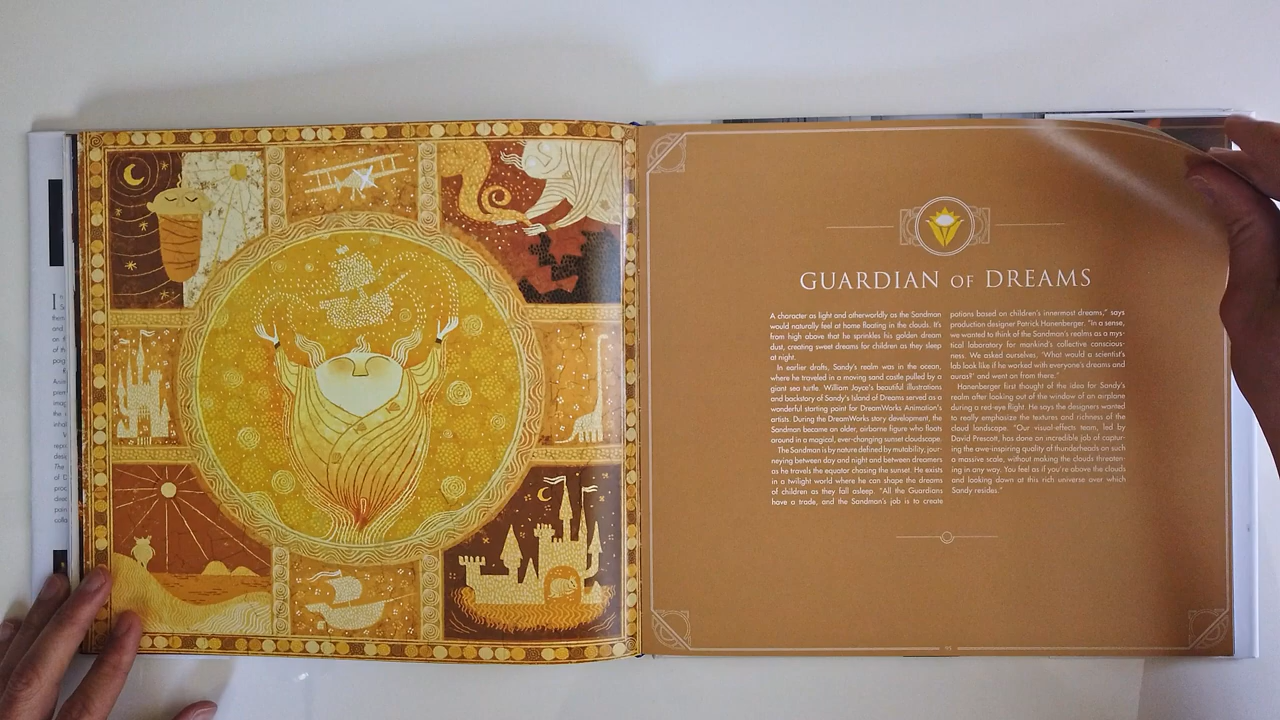 GUARDIAN OF DREAMS
A character as light and otherworldly as the Sandman
would naturally feel at home floating in the clouds. It's
from high above that he sprinkles his golden dream
dust, creating sweet dreams for children as they sleep
at night.
In earlier drafts, Sandy's realm was in the ocean,
where he traveled in a moving sand castle pulled by a
giant sea turtle. William Joyce's beautiful illustrations
and backstory of Sandy's Island of Dreams served as a
wonderful starting point for DreamWorks Animation's
artists. During the DreamWorks story development, the
Sandman became an older, airborne figure who floats
around in a magical, ever-changing sunset cloudscape.
The Sandman is by nature defined by mutability, jour-
neying between day and night and between dreamers
as he travels the equator chasing the sunset. He exists
in a twilight world where he can shape the dreams
of children as they fall asleep. "All the Guardians
have a trade, and the Sandman's job is to create
potions based on children's innermost dreams," says
production designer Patrick Hanenberger. "In a sense,
we wanted to think of the Sandman's realms as a mys-
tical laboratory for mankind's collective conscious-
ness. We asked ourselves, 'What would a scientist's
lab look like if he worked with everyone's dreams and
auras?' and went on from there."
Hanenberger first thought of the idea for Sandy's
realm after looking out of the window of an airplane
during a red-eye flight. He says the designers wanted
to really emphasize the textures and richness of the
cloud landscape. "Our visual-effects team, led by
David Prescott, has done an incredible job of captur-
ing the awe-inspiring quality of thunderheads on such
a massive scale, without making the clouds threaten-
ing in any way. You feel as if you're above the clouds
and looking down at this rich universe over which
Sandy resides."